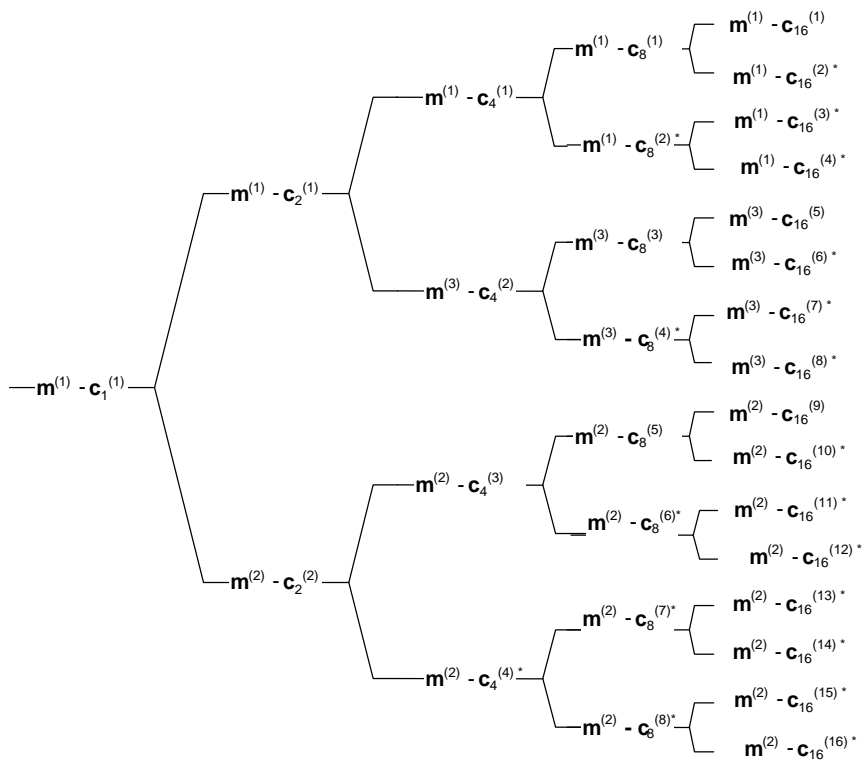 m(1) - c1(1)
m(1) - c2(1)
m(2) - c2(2)
m(1) - c4(1)
m(3) - c4(2)
m(2) - c4(3)
m(2) - c4(4) *
m(1) - c8(1)
m(1) - c8(2) *
m(3) - c8(3)
m(3) - c8(4) *
m(2) - c8(5)
m(2) - c8(6)*
m(2) - c8(7)*
m(2) - c8(8)*
m(1) - c16(1)
m(1) - c16(2) *
m(1) - c16(3) *
m(1) - c16(4) *
m(3) - c16(5)
m(3) - c16(6) *
m(3) - c16(7) *
m(3) - c16(8) *
m(2) - c16(9)
m(2) - c16(10) *
m(2) - c16(11) *
m(2) - c16(12) *
m(2) - c16(13) *
m(2) - c16(14) *
m(2) - c16(15) *
m(2) - c16(16) *